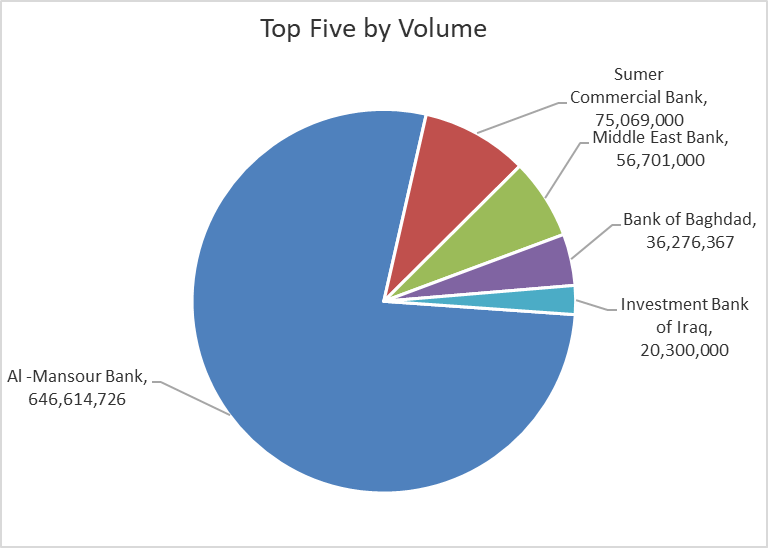 Top Five by Volume
Sumer
Commercial Bank,
75,069,000
Middle East Bank,
56,701,000
Bank of Baghdad,
36,276,367
Investment Bank
of Iraq,
20,300,000
Al -Mansour Bank,
646,614,726